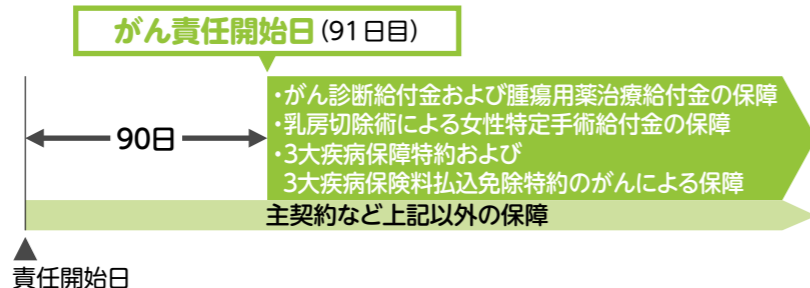 がん責任開始日(91日目)
90日
・がん診断給付金および腫瘍用薬治療給付金の保障
・乳房切除術による女性特定手術給付金の保障
・3大疾病保障特約および
3大疾病保険料払込免除特約のがんによる保障
主契約など上記以外の保障
責任開始日